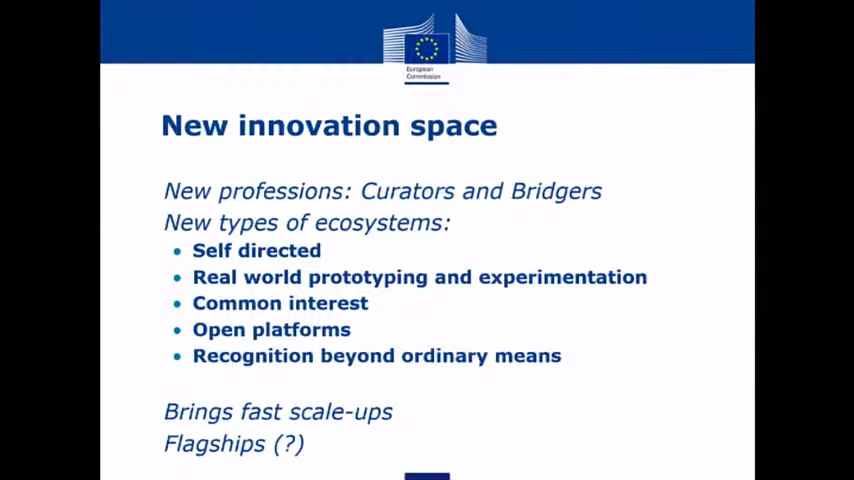 European
Commission
New innovation space
New professions: Curators and Bridgers
New types of ecosystems:
• Self directed
• Real world prototyping and experimentation
• Common interest
• Open platforms
• Recognition beyond ordinary means
Brings fast scale-ups
Flagships (?)